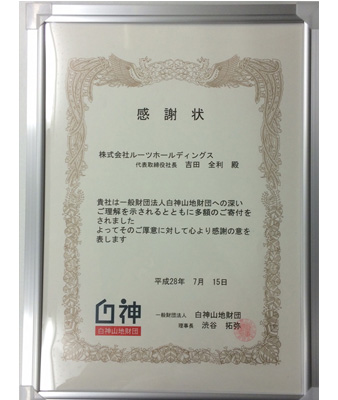 感謝状
株式会社ルーツホールディングス
代表取締役社長 吉田 全利 殿
貴社は一般財団法人白神山地財団への深い
ご理解を示されるとともに多額のご寄付を
されました
よってそのご厚意に対して心より感謝の意を
表します
平成28年 7月 15日
白神
白神山地財団
一般財団法人 白神山地財団
理事長 渋谷 拓弥